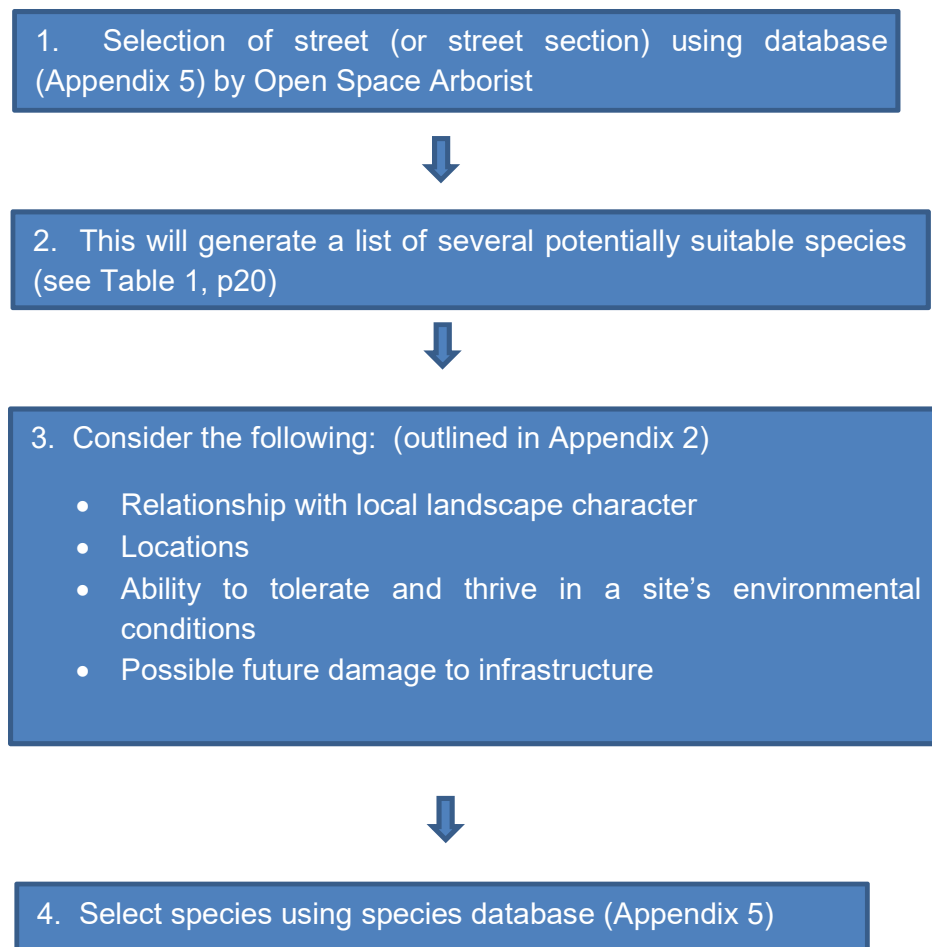 1. Selection of street (or street section) using database
(Appendix 5) by Open Space Arborist
2. This will generate a list of several potentially suitable species
(see Table 1, p20)
3. Consider the following: (outlined in Appendix 2)
• Relationship with local landscape character
• Locations
• Ability to tolerate and thrive in a site's environmental
conditions
• Possible future damage to infrastructure
4. Select species using species database (Appendix 5)